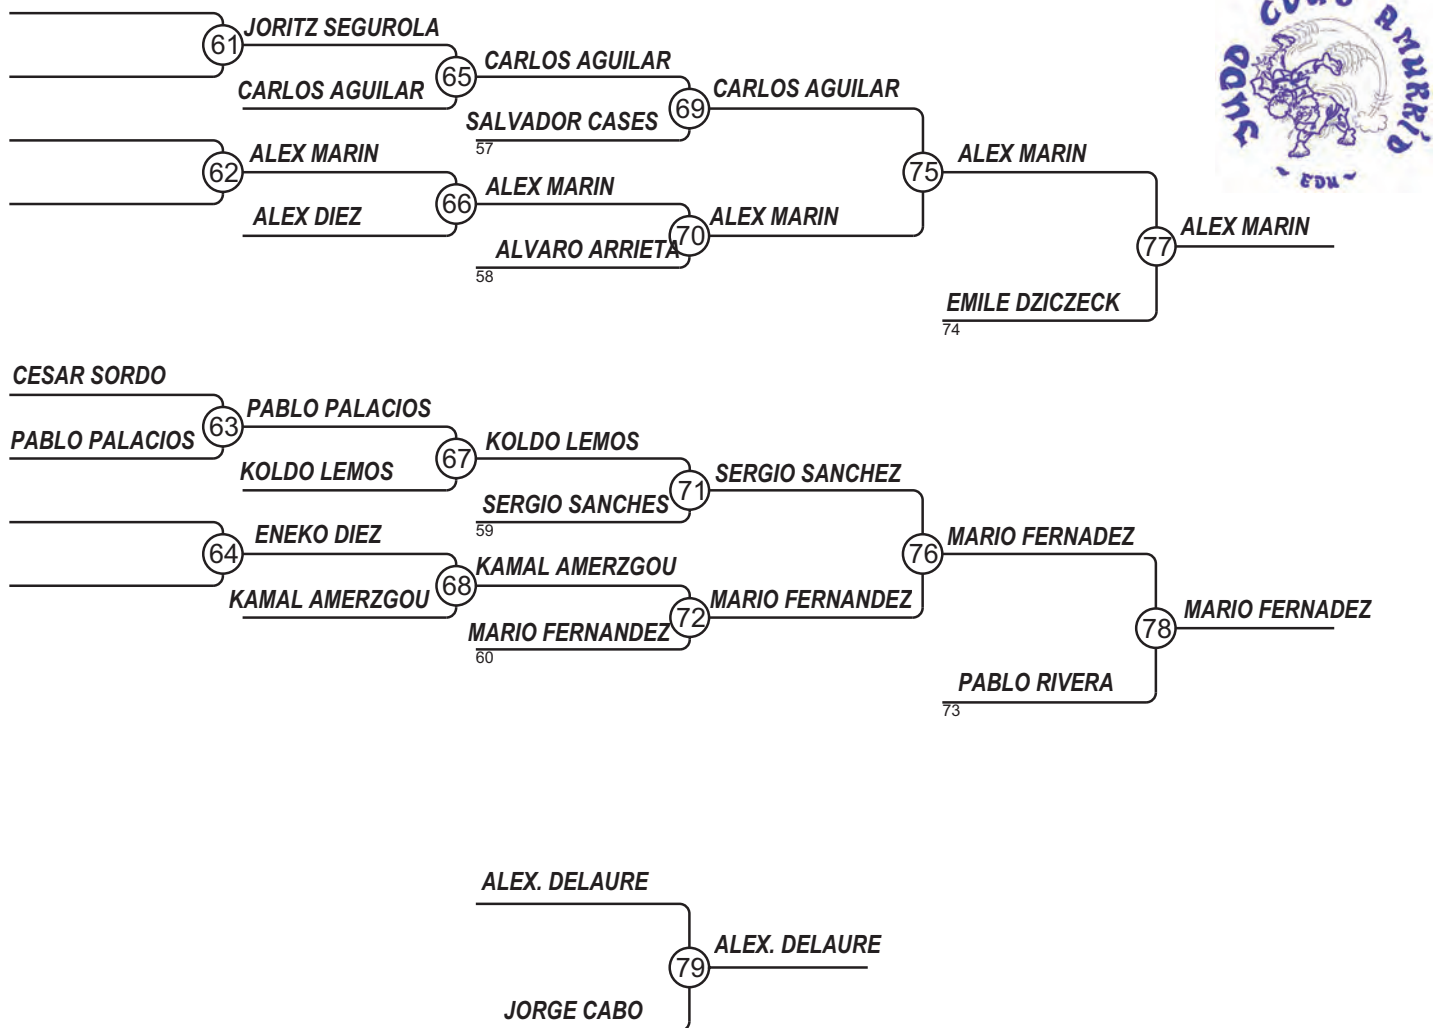 JUDO CLUB AMURRIO
~ EDU ~
61
JORITZ SEGUROLA
CARLOS AGUILAR
65
CARLOS AGUILAR
SALVADOR CASES
57
69
CARLOS AGUILAR
62
ALEX MARIN
ALEX DIEZ
66
ALEX MARIN
ALVARO ARRIETA
58
70
ALEX MARIN
75
ALEX MARIN
EMILE DZICZECK
74
77
ALEX MARIN
CESAR SORDO
PABLO PALACIOS
63
PABLO PALACIOS
KOLDO LEMOS
67
KOLDO LEMOS
SERGIO SANCHES
59
71
SERGIO SANCHEZ
64
ENEKO DIEZ
KAMAL AMERZGOU
68
KAMAL AMERZGOU
MARIO FERNANDEZ
60
72
MARIO FERNANDEZ
76
MARIO FERNADEZ
PABLO RIVERA
73
78
MARIO FERNADEZ
ALEX. DELAURE
JORGE CABO
79
ALEX. DELAURE